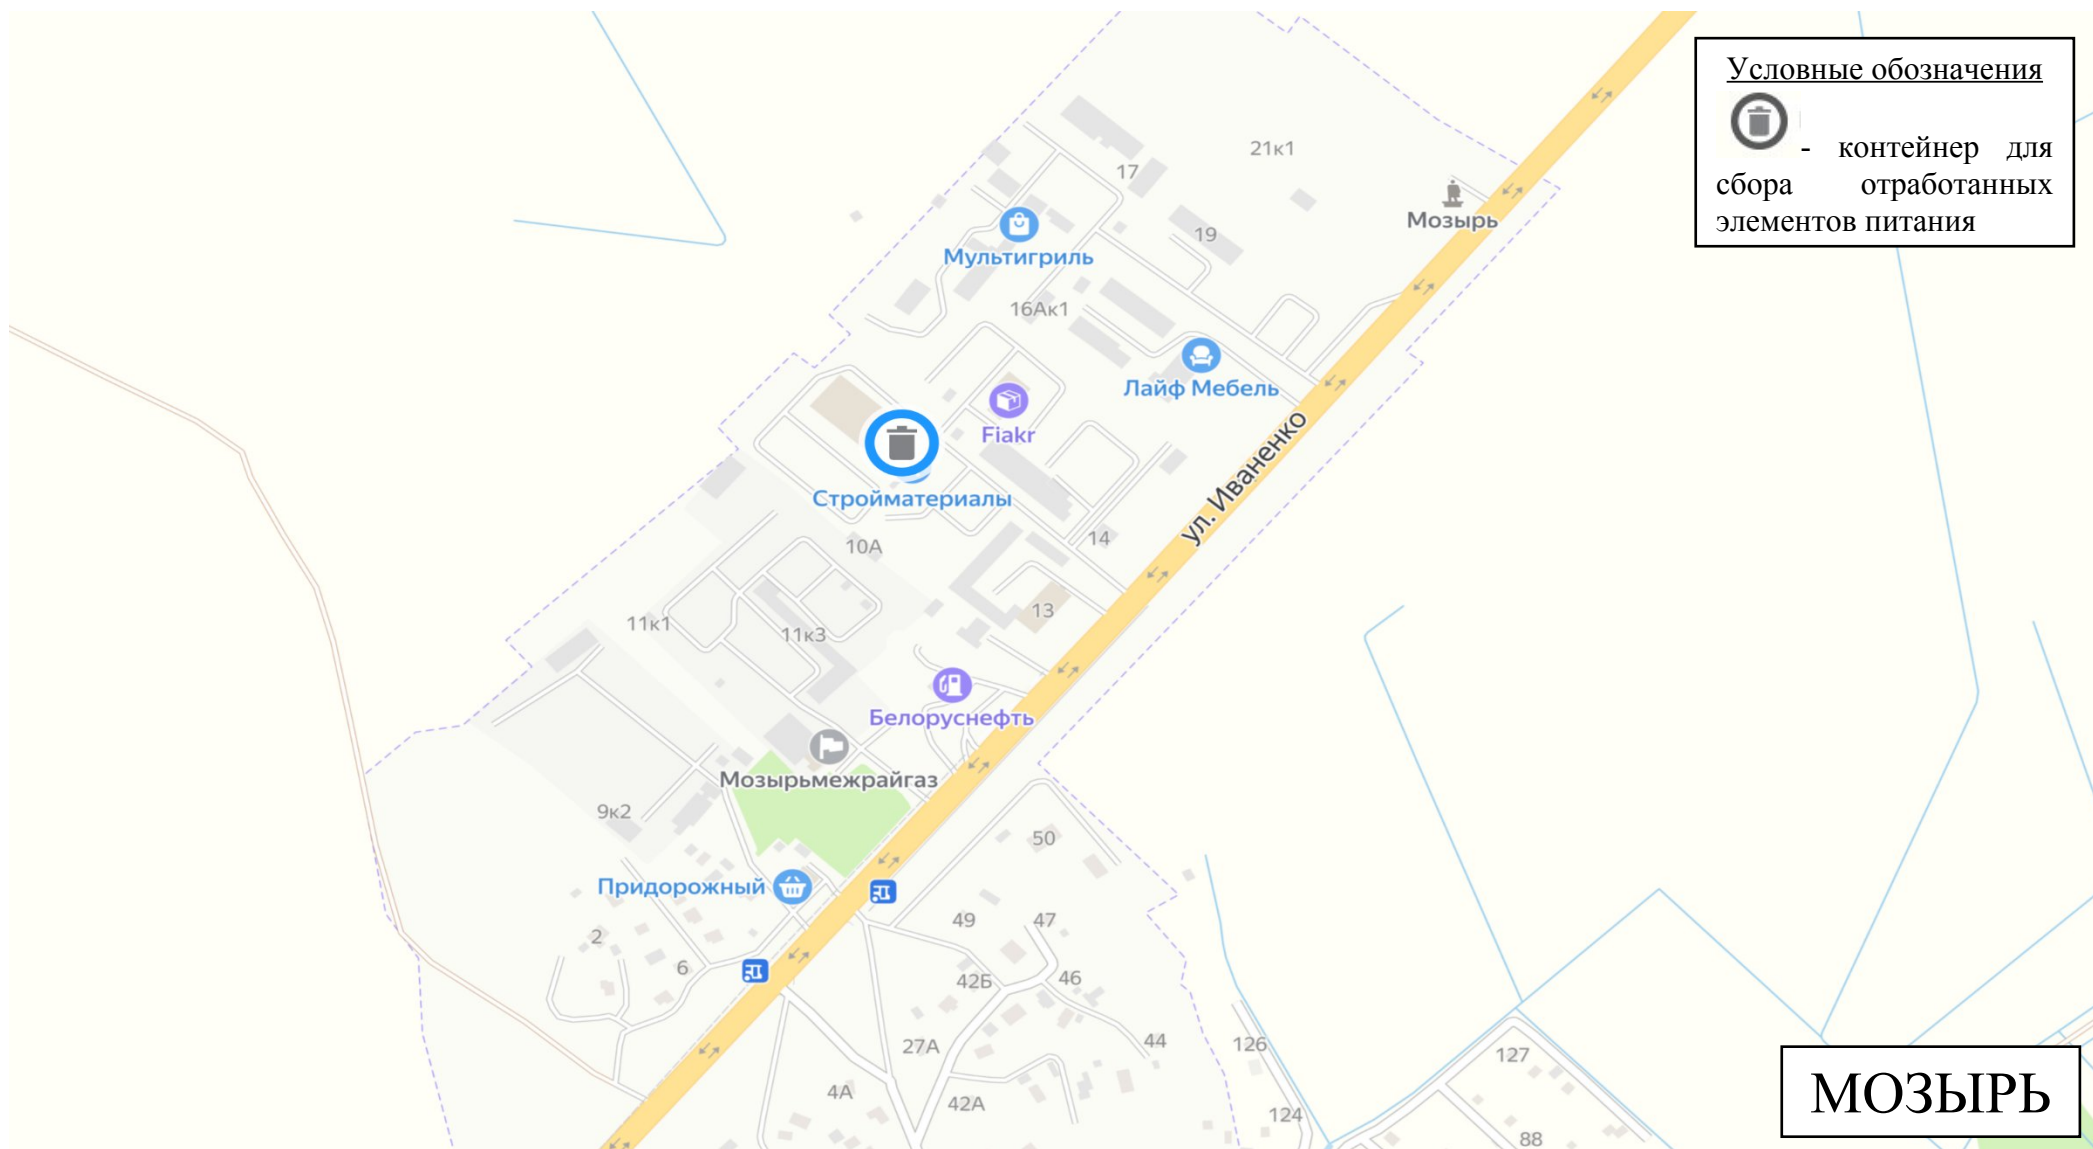 Условные обозначения
- контейнер для
сбора отработанных
элементов питания
21к1
17
Мозырь
19
Мультигриль
16Ак1
Лайф Мебель
Fiakr
ул. Иваненко
Стройматериалы
14
10А
13
11к1
11к3
Белоруснефть
Мозырьмежрайгаз
9к2
50
Придорожный
49
47
2
6
42Б
46
27А
44
126
127
4А
42А
124
88
МОЗЫРЬ